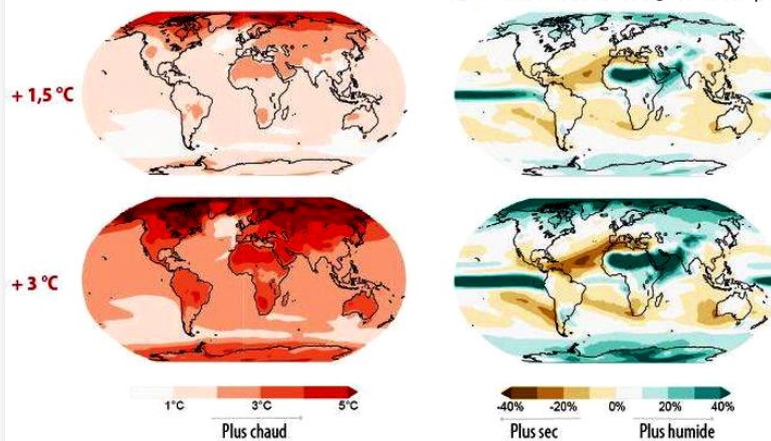 + 1,5 °C
+ 3 °C
1°C 3°C 5°C
Plus chaud
-40% -20% 0% 20% 40%
Plus sec Plus humide